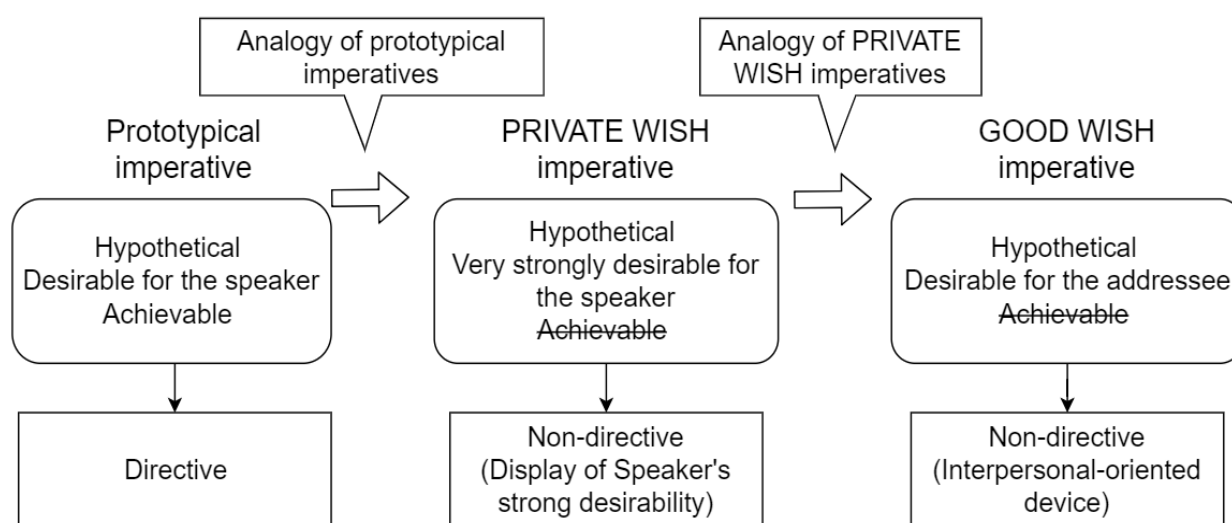 Analogy of prototypical
imperatives
Analogy of PRIVATE
WISH imperatives
Prototypical
imperative
PRIVATE WISH
imperative
GOOD WISH
imperative
Hypothetical
Desirable for the speaker
Achievable
Hypothetical
Very strongly desirable for
the speaker
Achievable
Hypothetical
Desirable for the addressee
Achievable
Directive
Non-directive
(Display of Speaker's
strong desirability)
Non-directive
(Interpersonal-oriented
device)